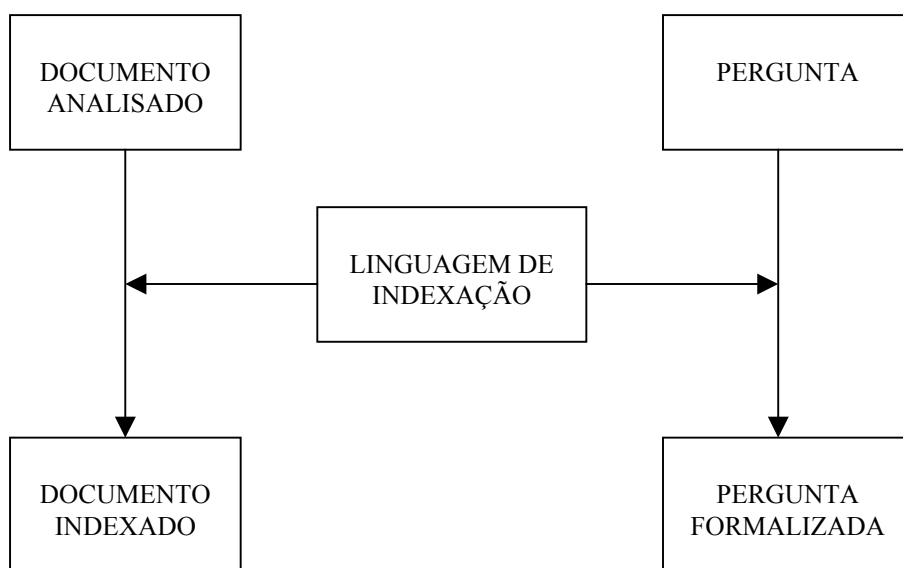 DOCUMENTO
ANALISADO
PERGUNTA
LINGUAGEM DE
INDEXAÇÃO
DOCUMENTO
INDEXADO
PERGUNTA
FORMALIZADA